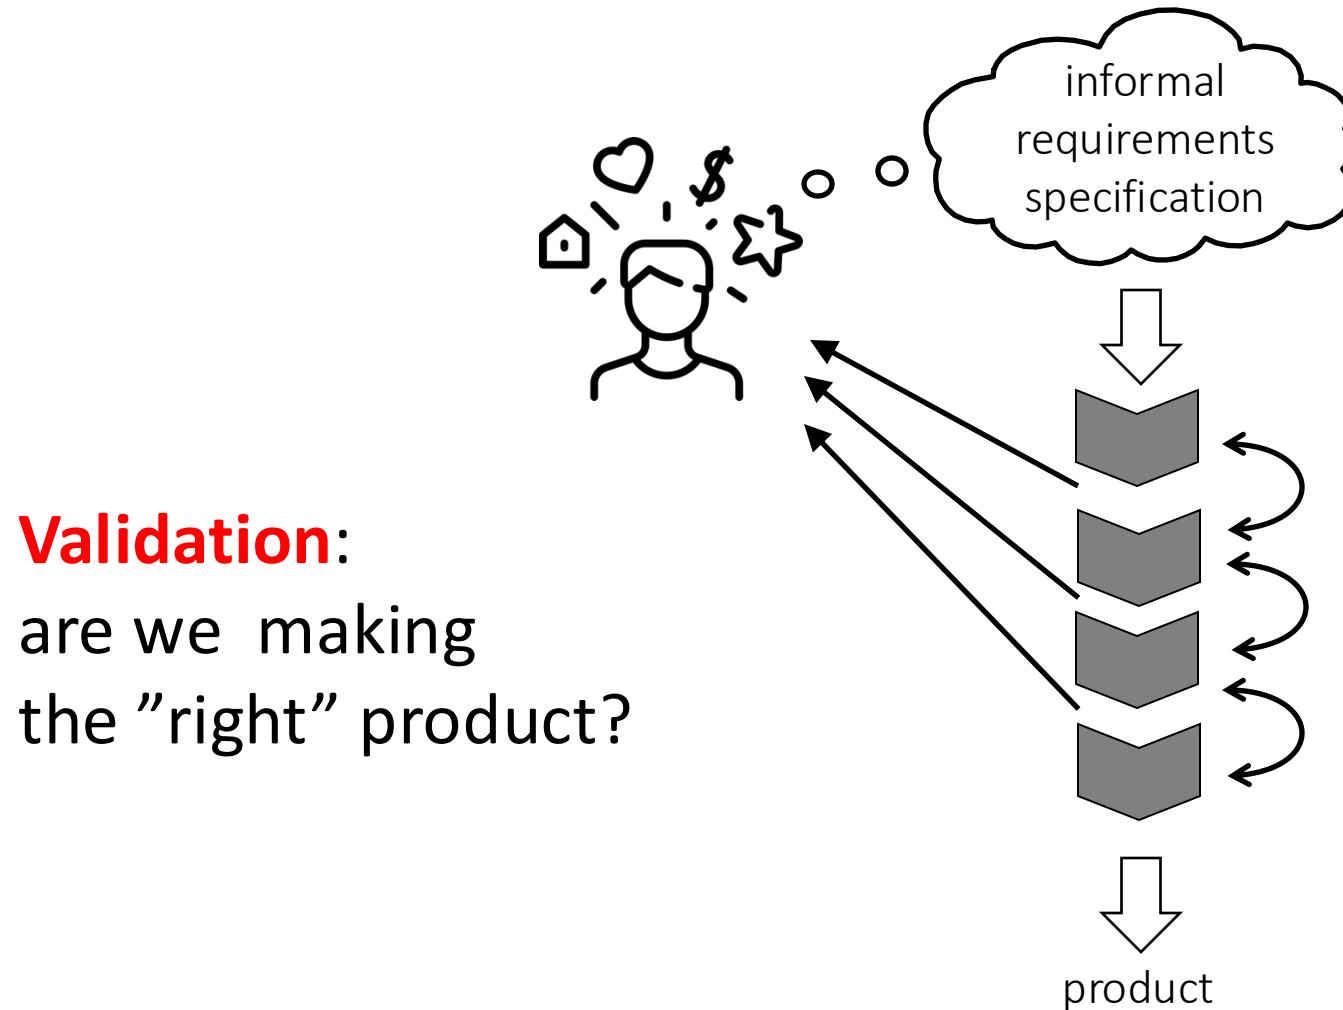 informal
requirements
specification
$
Validation:
are we  making
the ”right” product?
product